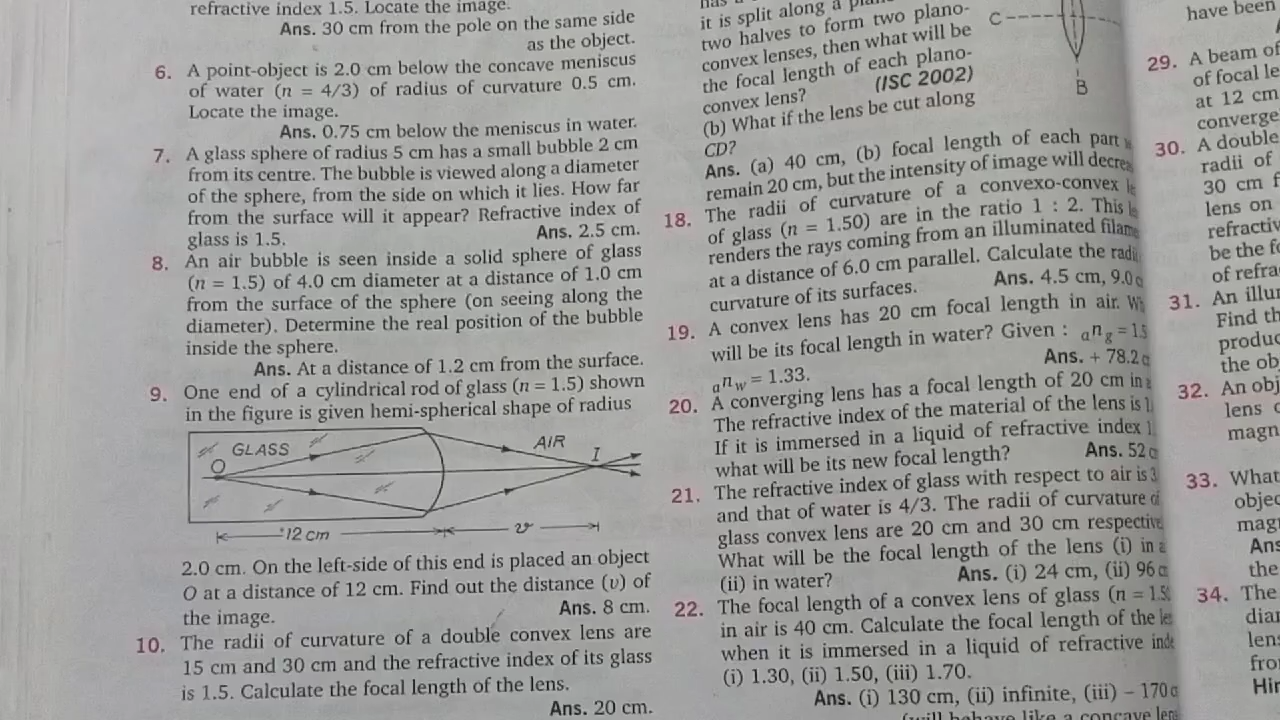 refractive index 1.5. Locate the image.
Ans. 30 cm from the pole on the same side
as the object.
6. A point-object is 2.0 cm below the concave meniscus
of water (n = 4/3) of radius of curvature 0.5 cm.
Locate the image.
Ans. 0.75 cm below the meniscus in water.
7. A glass sphere of radius 5 cm has a small bubble 2 cm
from its centre. The bubble is viewed along a diameter
of the sphere, from the side on which it lies. How far
from the surface will it appear? Refractive index of
glass is 1.5. Ans. 2.5 cm.
8. An air bubble is seen inside a solid sphere of glass
(n = 1.5) of 4.0 cm diameter at a distance of 1.0 cm
from the surface of the sphere (on seeing along the
diameter). Determine the real position of the bubble
inside the sphere.
Ans. At a distance of 1.2 cm from the surface.
9. One end of a cylindrical rod of glass (n = 1.5) shown
in the figure is given hemi-spherical shape of radius
GLASS AIR
O I
12 cm v
2.0 cm. On the left-side of this end is placed an object
O at a distance of 12 cm. Find out the distance (υ) of
the image. Ans. 8 cm.
10. The radii of curvature of a double convex lens are
15 cm and 30 cm and the refractive index of its glass
is 1.5. Calculate the focal length of the lens.
Ans. 20 cm.
it is split along a
two halves to form two plano-
convex lenses, then what will be
the focal length of each plano-
convex lens? (ISC 2002)
(b) What if the lens be cut along
CD?
C
B
Ans. (a) 40 cm, (b) focal length of each part
remain 20 cm, but the intensity of image will
18. The radii of curvature of a convexo-convex
of glass (n = 1.50) are in the ratio 1 : 2. This
renders the rays coming from an illuminated
at a distance of 6.0 cm parallel. Calculate the
curvature of its surfaces. Ans. 4.5 cm, 9.0
19. A convex lens has 20 cm focal length in air.
will be its focal length in water? Given : ₐn_g = 1.5
ₐn_w = 1.33. Ans. + 78.2
20. A converging lens has a focal length of 20 cm in
The refractive index of the material of the lens is
If it is immersed in a liquid of refractive index
what will be its new focal length? Ans. 52
21. The refractive index of glass with respect to air is 3
and that of water is 4/3. The radii of curvature of
glass convex lens are 20 cm and 30 cm
What will be the focal length of the lens (i) in
(ii) in water? Ans. (i) 24 cm, (ii) 96
22. The focal length of a convex lens of glass (n = 1.5
in air is 40 cm. Calculate the focal length of the
when it is immersed in a liquid of refractive
(i) 1.30, (ii) 1.50, (iii) 1.70.
Ans. (i) 130 cm, (ii) infinite, (iii) – 170
(will behave like a concave
have been
29. A beam of
of focal
at 12 cm
30. A double
radii of
30 cm
lens on
be the
of
31. An
Find
the
32. An
lens
33. What
Ans
the
34. The